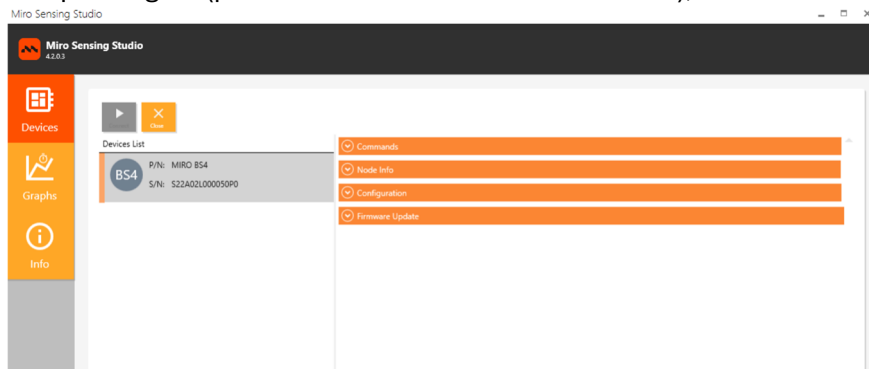 Miro Sensing Studio
Miro Sensing Studio
4.2.0.3
Devices
Graphs
Info
Close
Devices List
BS4
P/N: MIRO BS4
S/N: S22A02L000050P0
Commands
Node Info
Configuration
Firmware Update